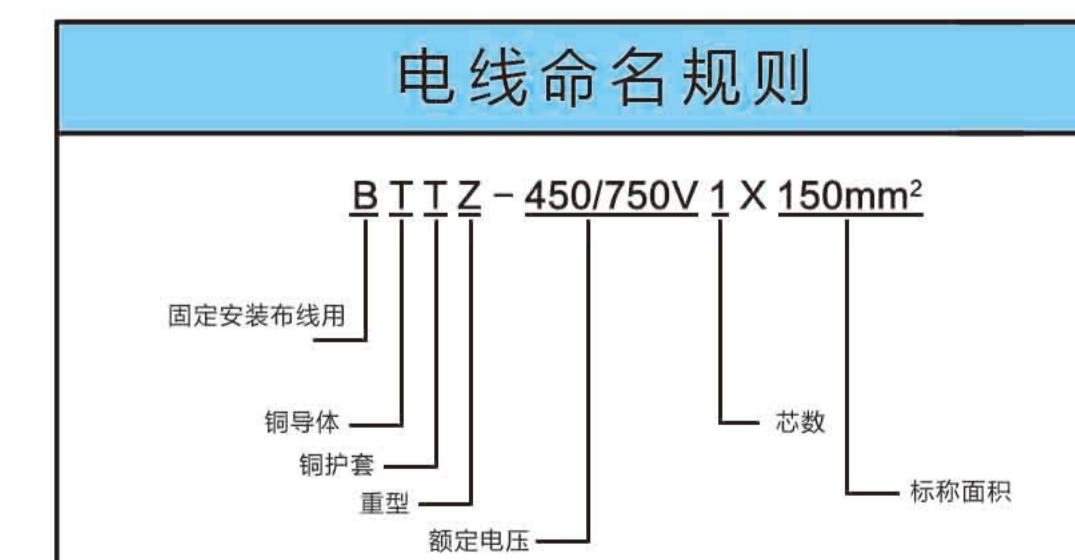 电线命名规则
BTTZ-450/750V 1 X 150mm²
固定安装布线用
铜导体
芯数
铜护套
标称面积
重型
额定电压